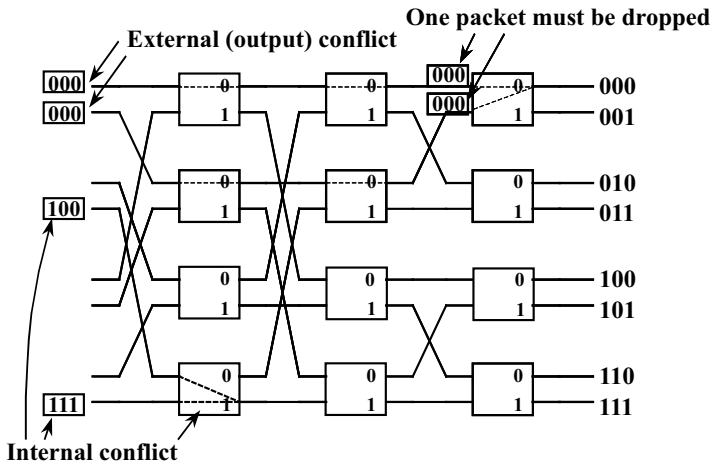 One packet must be dropped
External (output) conflict
000 0 0 000 0 000
000 1 1 000 1 001
0 0 0 010
100 1 1 1 011
0 0 0 100
1 1 1 101
0 0 0 110
111 1 1 1 111
Internal conflict